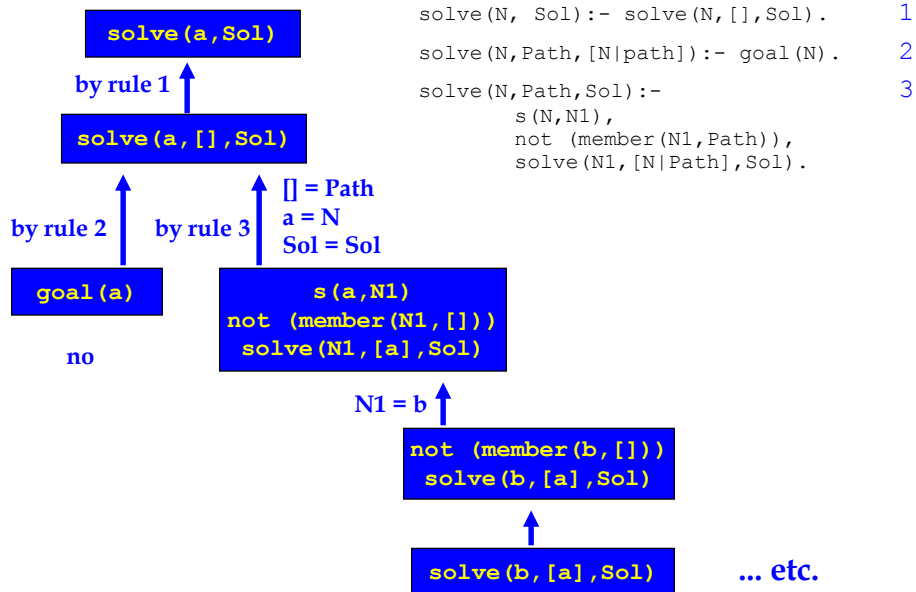 solve(N, Sol):- solve(N,[],Sol). 1
solve(N,Path,[N|path]):- goal(N). 2
solve(N,Path,Sol):- 3
s(N,N1),
not (member(N1,Path)),
solve(N1,[N|Path],Sol).
solve(a,Sol)
by rule 1
solve(a,[],Sol)
[] = Path
a = N
Sol = Sol
by rule 2
by rule 3
goal(a)
no
s(a,N1)
not (member(N1,[]))
solve(N1,[a],Sol)
N1 = b
not (member(b,[]))
solve(b,[a],Sol)
solve(b,[a],Sol)
... etc.